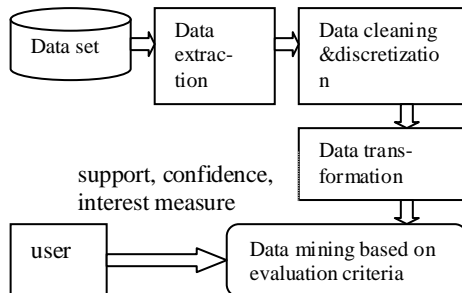 Data set
Data
extrac-
tion
Data cleaning
&discretizatio
n
Data trans-
formation
support, confidence,
interest measure
user
Data mining based on
evaluation criteria